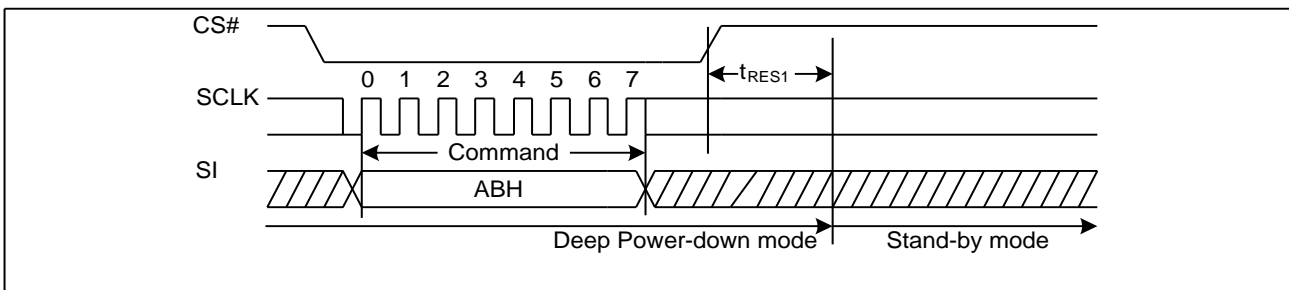 CS#
tRES1
0 1 2 3 4 5 6 7
SCLK
Command
SI
ABH
Deep Power-down mode
Stand-by mode